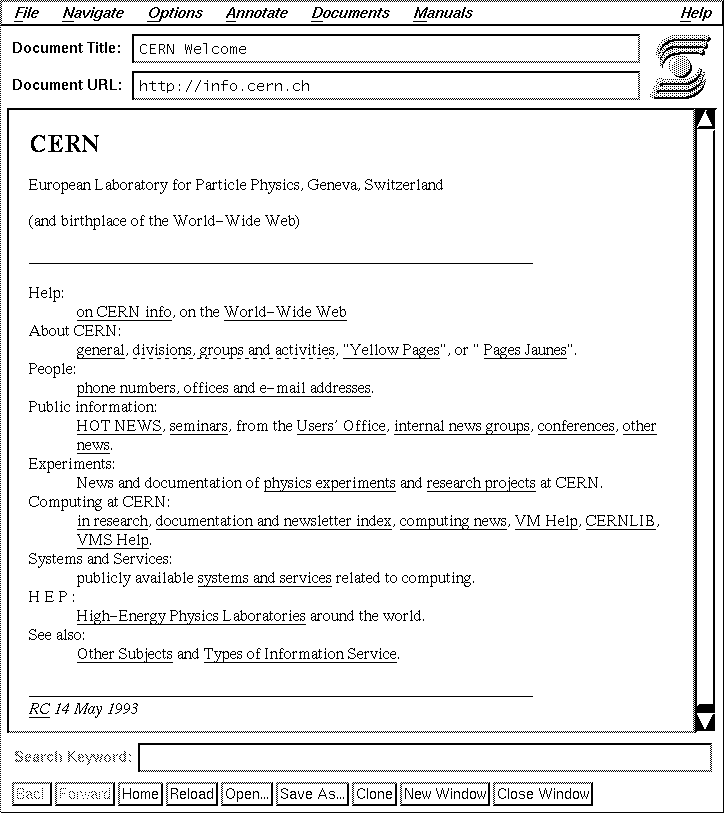 File Navigate Options Annotate Documents Manuals Help
Document Title: CERN Welcome
Document URL: http://info.cern.ch
CERN
European Laboratory for Particle Physics, Geneva, Switzerland
(and birthplace of the World-Wide Web)
Help:
on CERN info, on the World-Wide Web
About CERN:
general, divisions, groups and activities, "Yellow Pages", or " Pages Jaunes".
People:
phone numbers, offices and e-mail addresses.
Public information:
HOT NEWS, seminars, from the Users' Office, internal news groups, conferences, other
news.
Experiments:
News and documentation of physics experiments and research projects at CERN.
Computing at CERN:
in research, documentation and newsletter index, computing news, VM Help, CERNLIB,
VMS Help.
Systems and Services:
publicly available systems and services related to computing.
H E P :
High-Energy Physics Laboratories around the world.
See also:
Other Subjects and Types of Information Service.
RC 14 May 1993
Search Keyword:
Back Forward Home Reload Open... Save As... Clone New Window Close Window